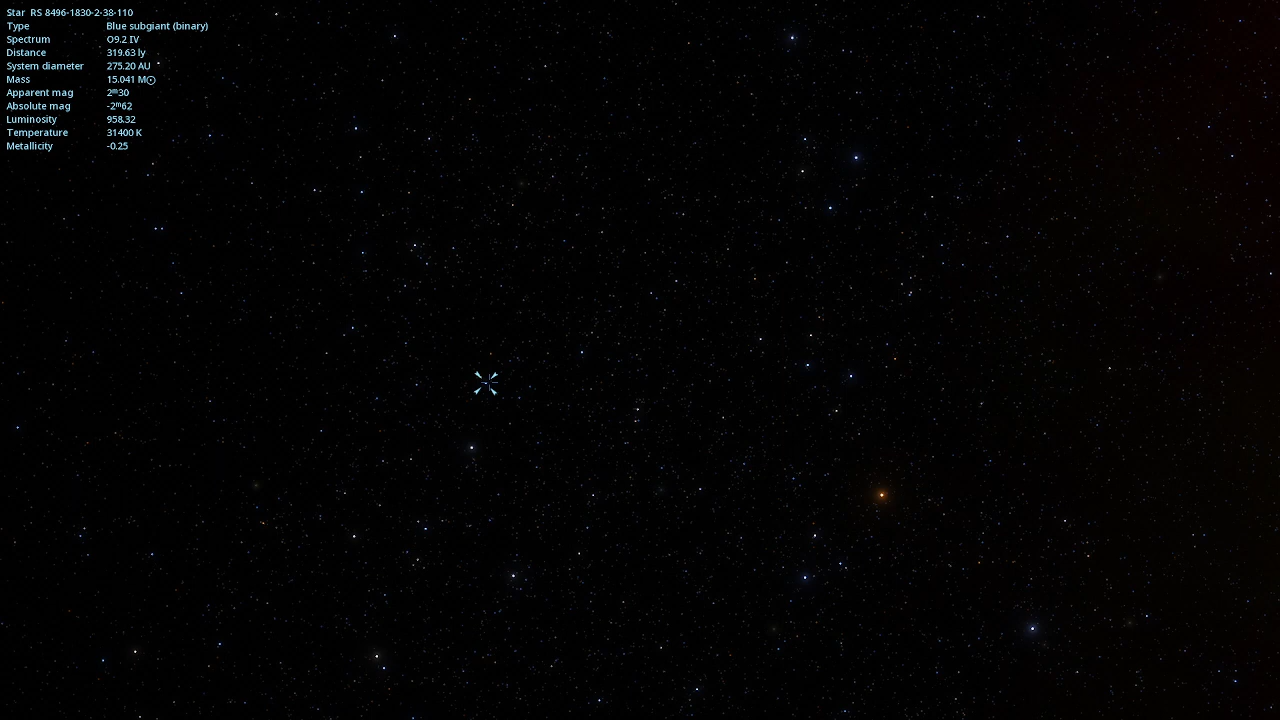 Star RS 8496-1830-2-38-110
Type Blue subgiant (binary)
Spectrum O9.2 IV
Distance 319.63 ly
System diameter 275.20 AU
Mass 15.041 M☉
Apparent mag 2ᵐ30
Absolute mag -2ᵐ62
Luminosity 958.32
Temperature 31400 K
Metallicity -0.25